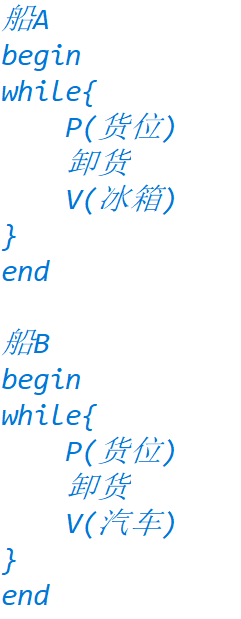 船A
begin
while{
    P(货位)
    卸货
    V(冰箱)
}
end

船B
begin
while{
    P(货位)
    卸货
    V(汽车)
}
end